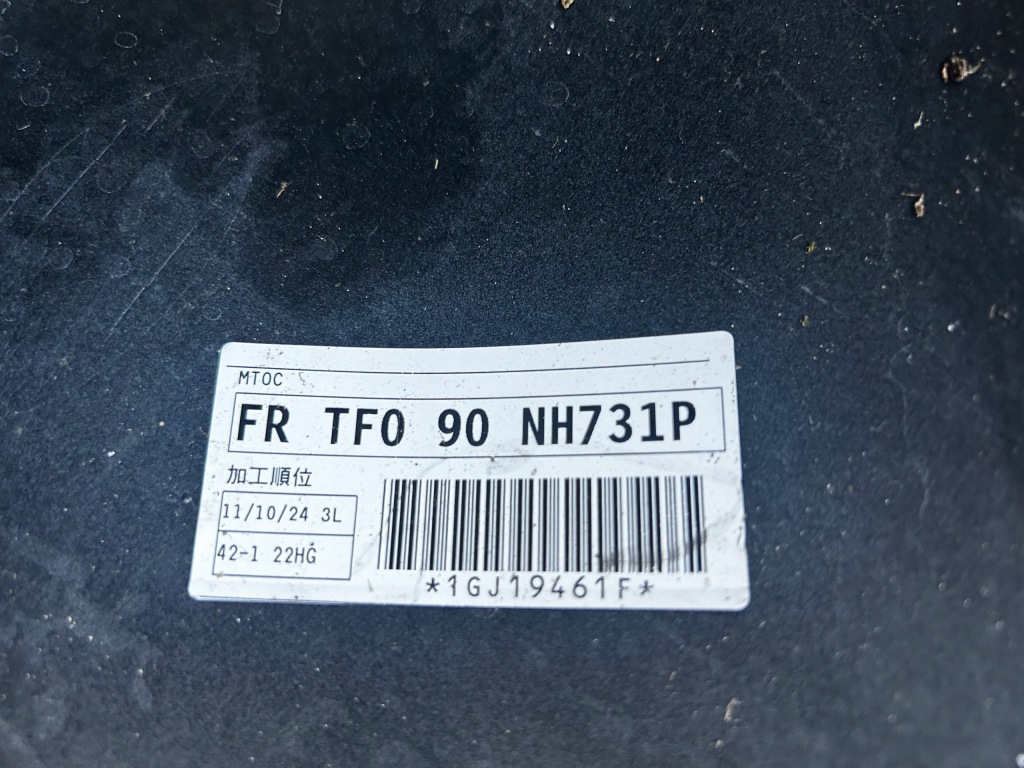 MTOC
FR TF0 90 NH731P
加工順位
11/10/24 3L
42-1 22HG
*1GJ19461F*